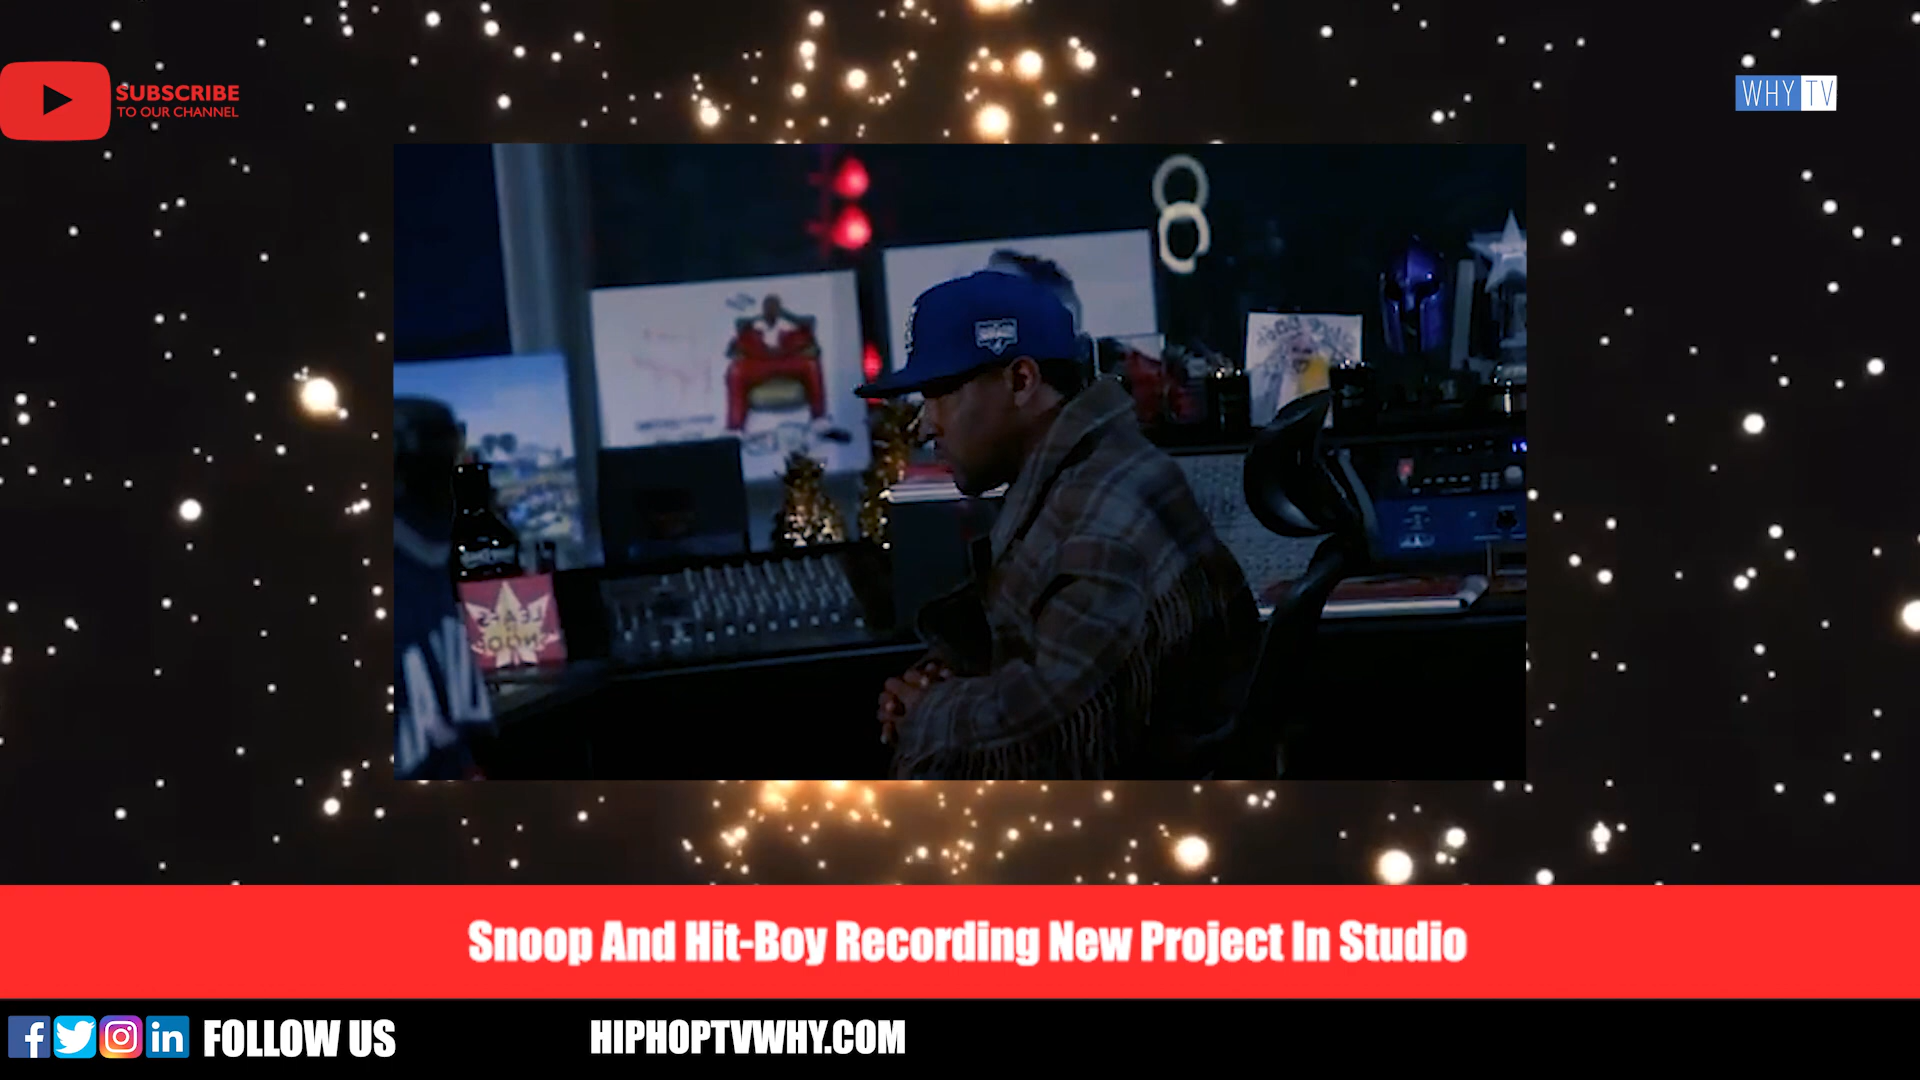 SUBSCRIBE
TO OUR CHANNEL
WHY TV
LEAFS
Snoop And Hit-Boy Recording New Project In Studio
FOLLOW US
HIPHOPTVWHY.COM